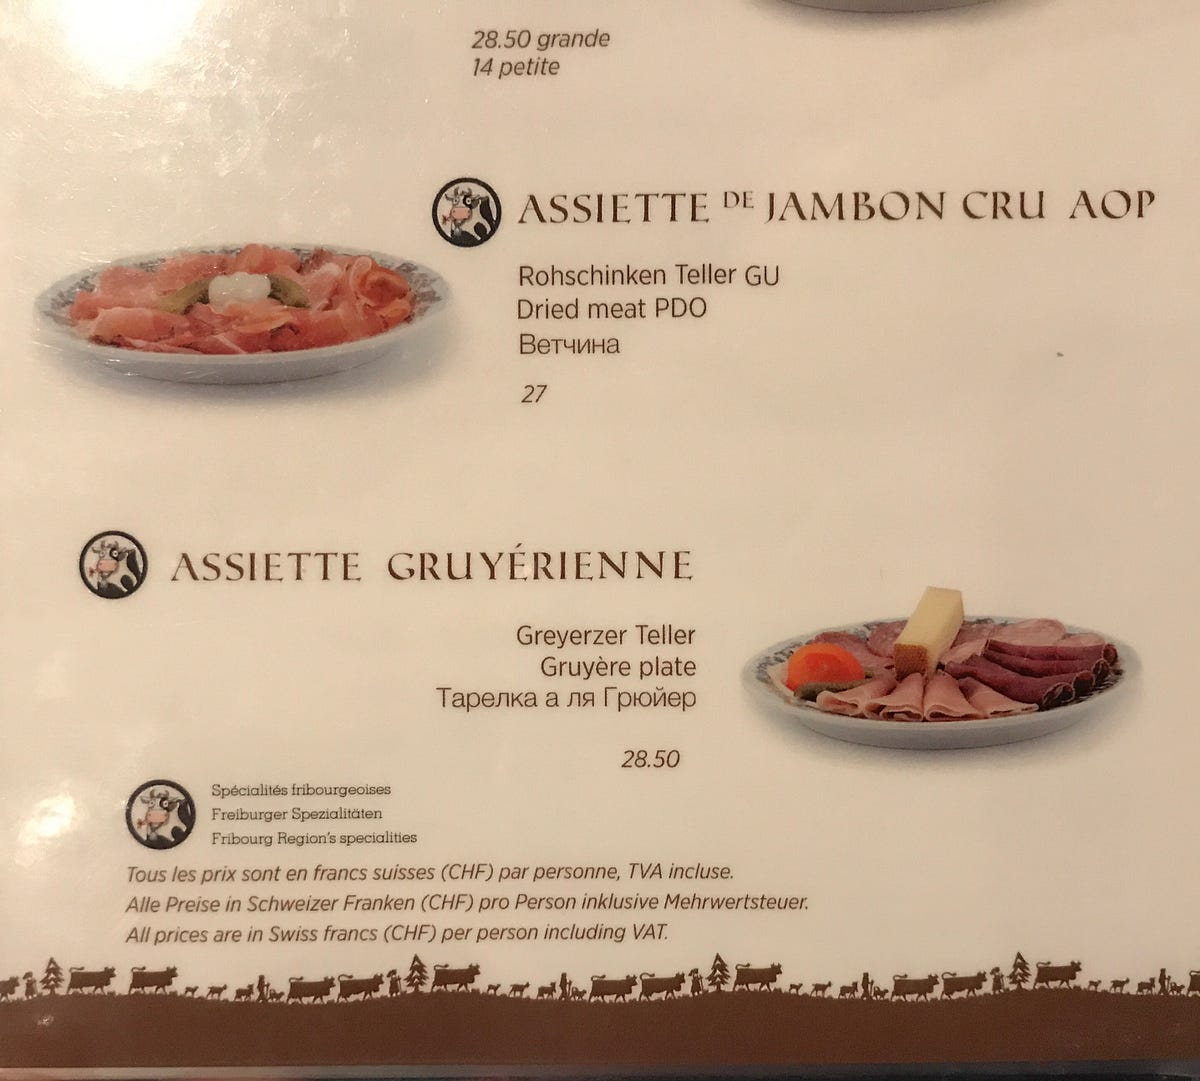 28.50 grande
14 petite
ASSIETTE DE JAMBON CRU AOP
Rohschinken Teller GU
Dried meat PDO
Ветчина
27
ASSIETTE GRUYÉRIENNE
Greyerzer Teller
Gruyère plate
Тарелка а ля Грюйер
28.50
Spécialités fribourgeoises
Freiburger Spezialitäten
Fribourg Region's specialities
Tous les prix sont en francs suisses (CHF) par personne, TVA incluse.
Alle Preise in Schweizer Franken (CHF) pro Person inklusive Mehrwertsteuer.
All prices are in Swiss francs (CHF) per person including VAT.